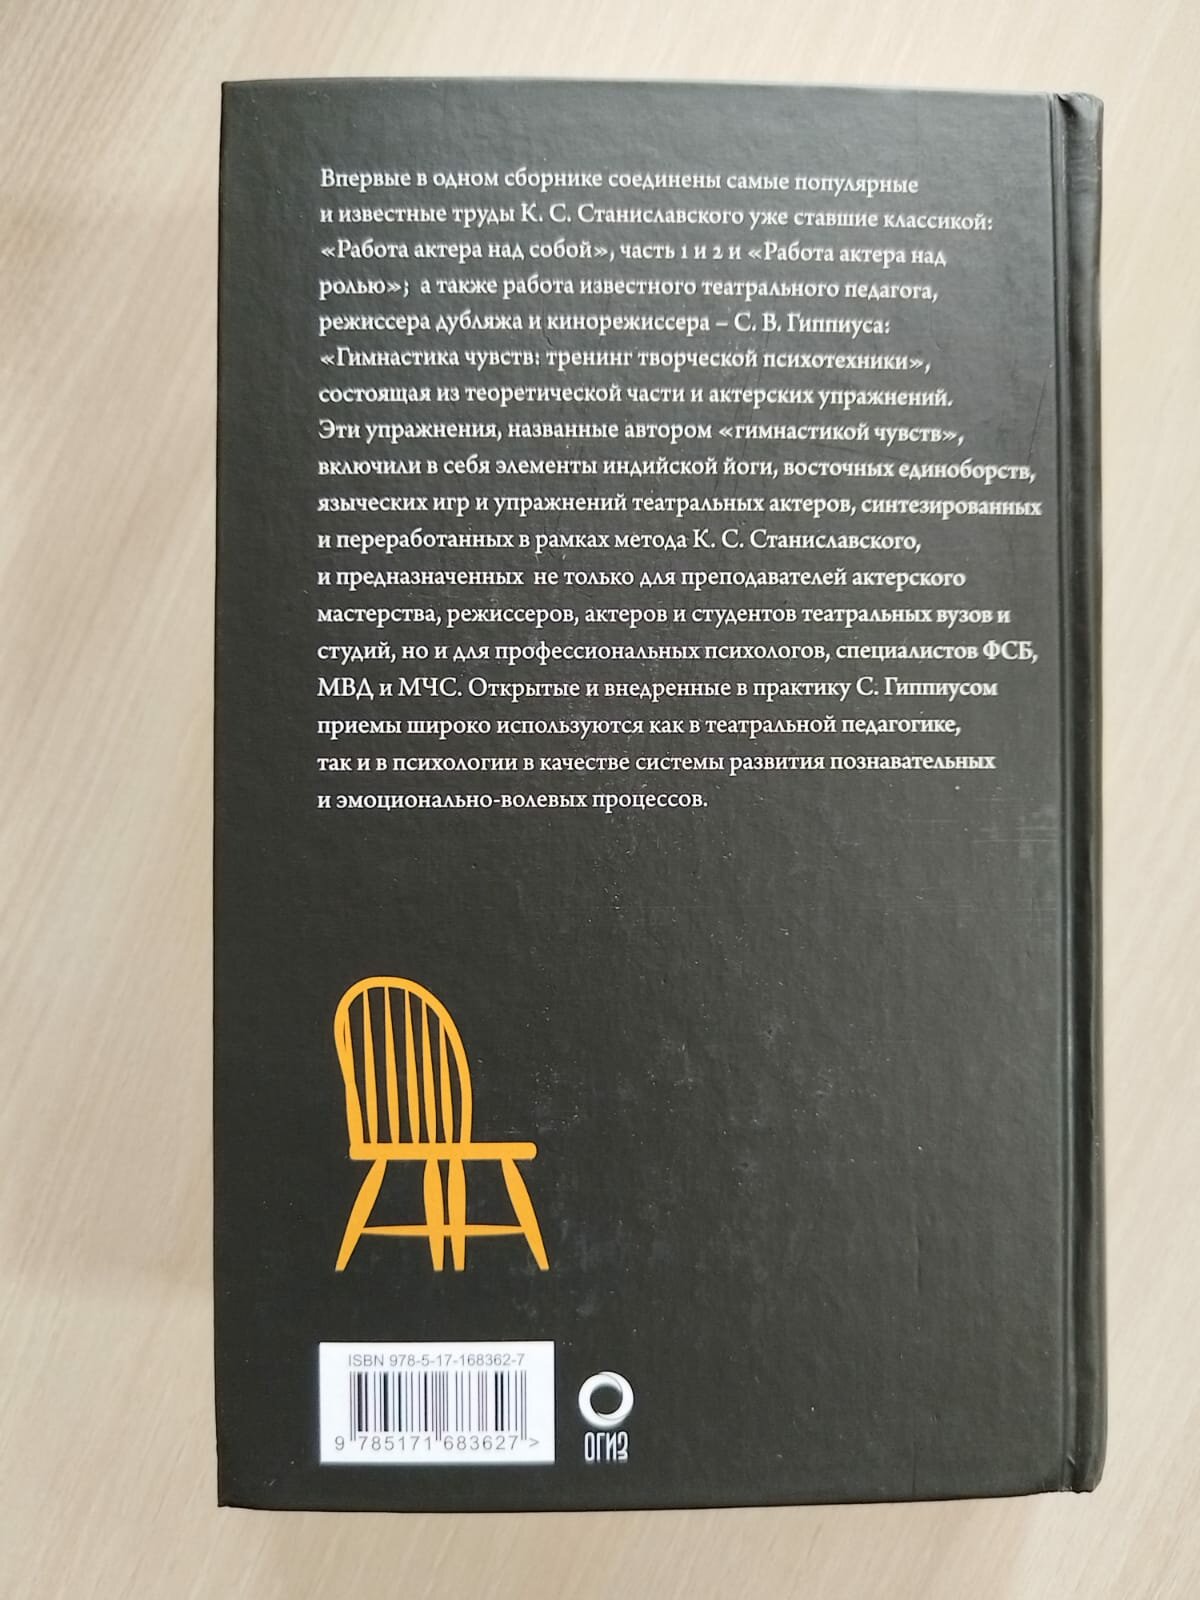 Впервые в одном сборнике соединены самые популярные
и известные труды К. С. Станиславского уже ставшие классикой:
«Работа актера над собой», часть 1 и 2 и «Работа актера над
ролью»; а также работа известного театрального педагога,
режиссера дубляжа и кинорежиссера – С. В. Гиппиуса:
«Гимнастика чувств: тренинг творческой психотехники»,
состоящая из теоретической части и актерских упражнений.
Эти упражнения, названные автором «гимнастикой чувств»,
включили в себя элементы индийской йоги, восточных единоборств,
языческих игр и упражнений театральных актеров, синтезированных
и переработанных в рамках метода К. С. Станиславского,
и предназначенных не только для преподавателей актерского
мастерства, режиссеров, актеров и студентов театральных вузов и
студий, но и для профессиональных психологов, специалистов ФСБ,
МВД и МЧС. Открытые и внедренные в практику С. Гиппиусом
приемы широко используются как в театральной педагогике,
так и в психологии в качестве системы развития познавательных
и эмоционально-волевых процессов.
ISBN 978-5-17-168362-7
9 785171 683627 >
ОГИЗ